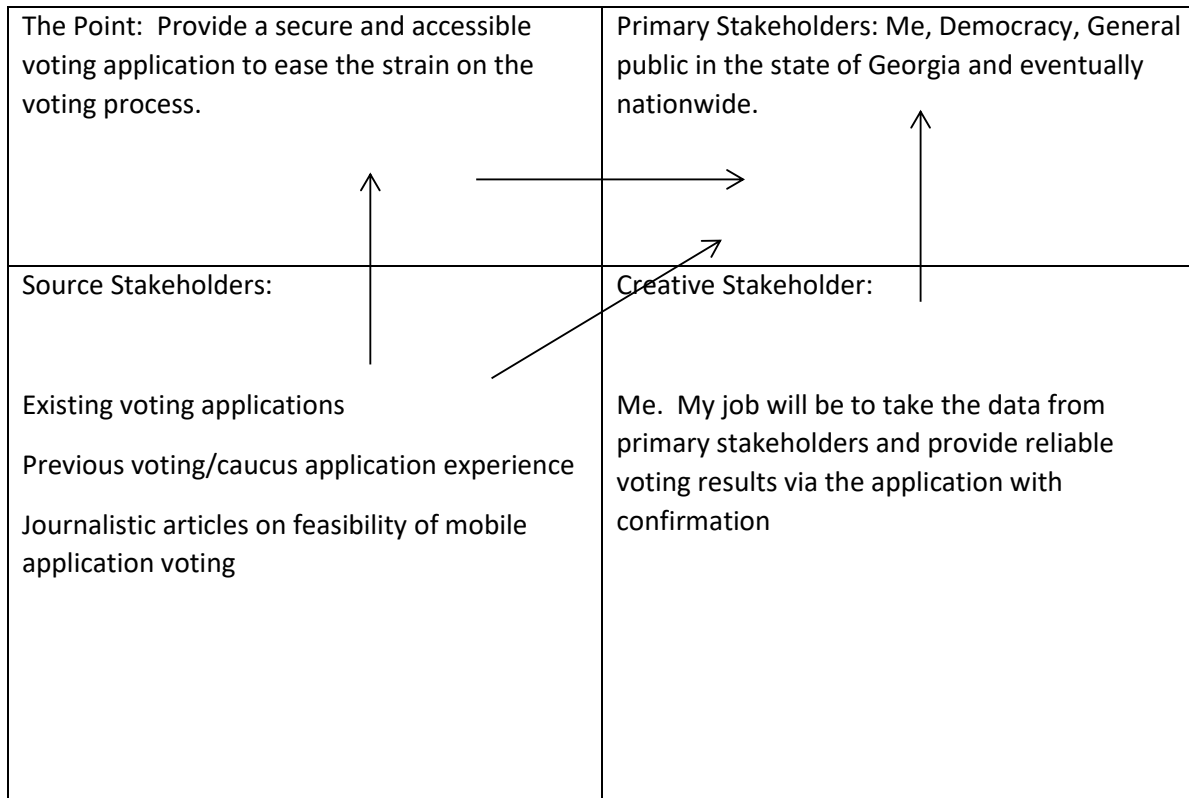 The Point:  Provide a secure and accessible
voting application to ease the strain on the
voting process.
Primary Stakeholders: Me, Democracy, General
public in the state of Georgia and eventually
nationwide.
Source Stakeholders:
Existing voting applications
Previous voting/caucus application experience
Journalistic articles on feasibility of mobile
application voting
Creative Stakeholder:
Me.  My job will be to take the data from
primary stakeholders and provide reliable
voting results via the application with
confirmation